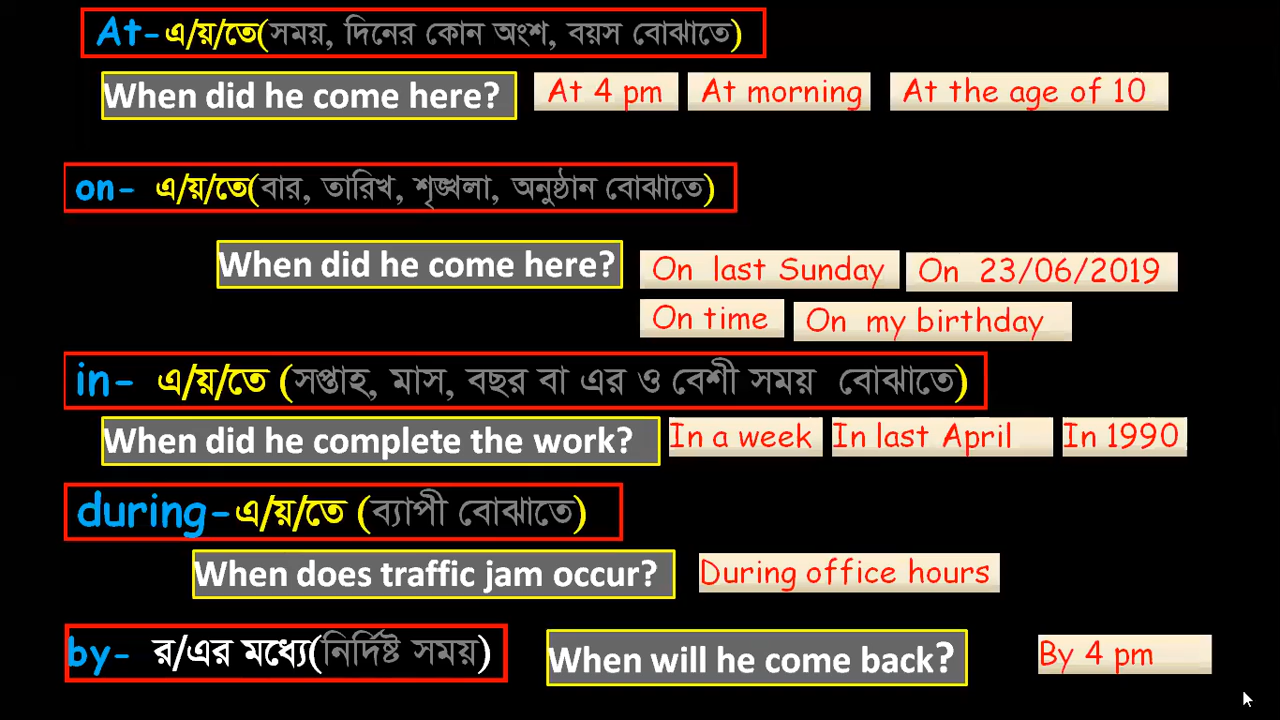 At- এ/য়/তে(সময়, দিনের কোন অংশ, বয়স বোঝাতে)
When did he come here? At 4 pm At morning At the age of 10
on- এ/য়/তে(বার, তারিখ, শৃঙ্খলা, অনুষ্ঠান বোঝাতে)
When did he come here? On last Sunday On 23/06/2019
On time On my birthday
in- এ/য়/তে (সপ্তাহ, মাস, বছর বা এর ও বেশী সময় বোঝাতে)
When did he complete the work? In a week In last April In 1990
during- এ/য়/তে (ব্যাপী বোঝাতে)
When does traffic jam occur? During office hours
by- র/এর মধ্যে(নির্দিষ্ট সময়) When will he come back? By 4 pm